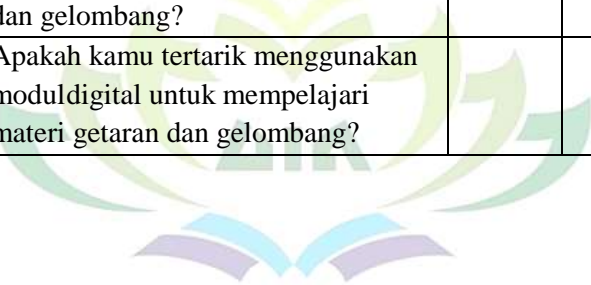 dan gelombang?
Apakah kamu tertarik menggunakan
moduldigital untuk mempelajari
materi getaran dan gelombang?